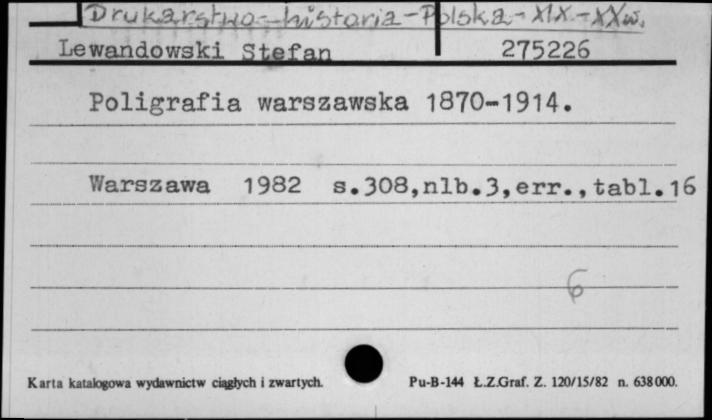 Drukarstwo-historia-Polska-XIX-XXw.
Lewandowski Stefan 275226
Poligrafia warszawska 1870-1914.
Warszawa 1982 s.308,nlb.3,err.,tabl.16
6
Karta katalogowa wydawnictw ciągłych i zwartych. Pu-B-144 Ł.Z.Graf. Z. 120/15/82 n. 638 000.